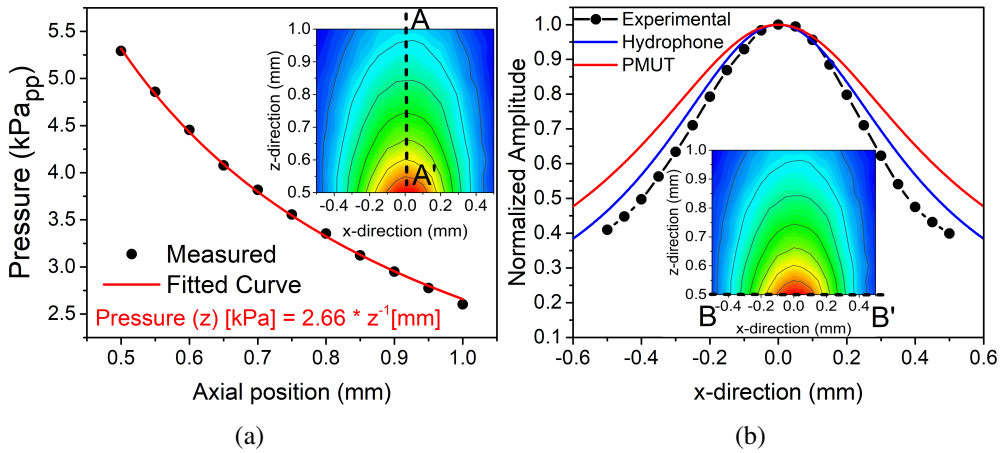 5.5
5.0
4.5
4.0
3.5
3.0
2.5
Pressure (kPapp)
0.5 0.6 0.7 0.8 0.9 1.0
Axial position (mm)
Measured
Fitted Curve
Pressure (z) [kPa] = 2.66 * z-1[mm]
A
A'
1.0
0.9
0.8
0.7
0.6
0.5
z-direction (mm)
-0.4 -0.2 0.0 0.2 0.4
x-direction (mm)
(a)
1.0
0.9
0.8
0.7
0.6
0.5
0.4
0.3
0.2
0.1
Normalized Amplitude
Experimental
Hydrophone
PMUT
1.0
0.9
0.8
0.7
0.6
0.5
z-direction (mm)
-0.4 -0.2 0.0 0.2 0.4
x-direction (mm)
B
B'
-0.6 -0.4 -0.2 0.0 0.2 0.4 0.6
x-direction (mm)
(b)